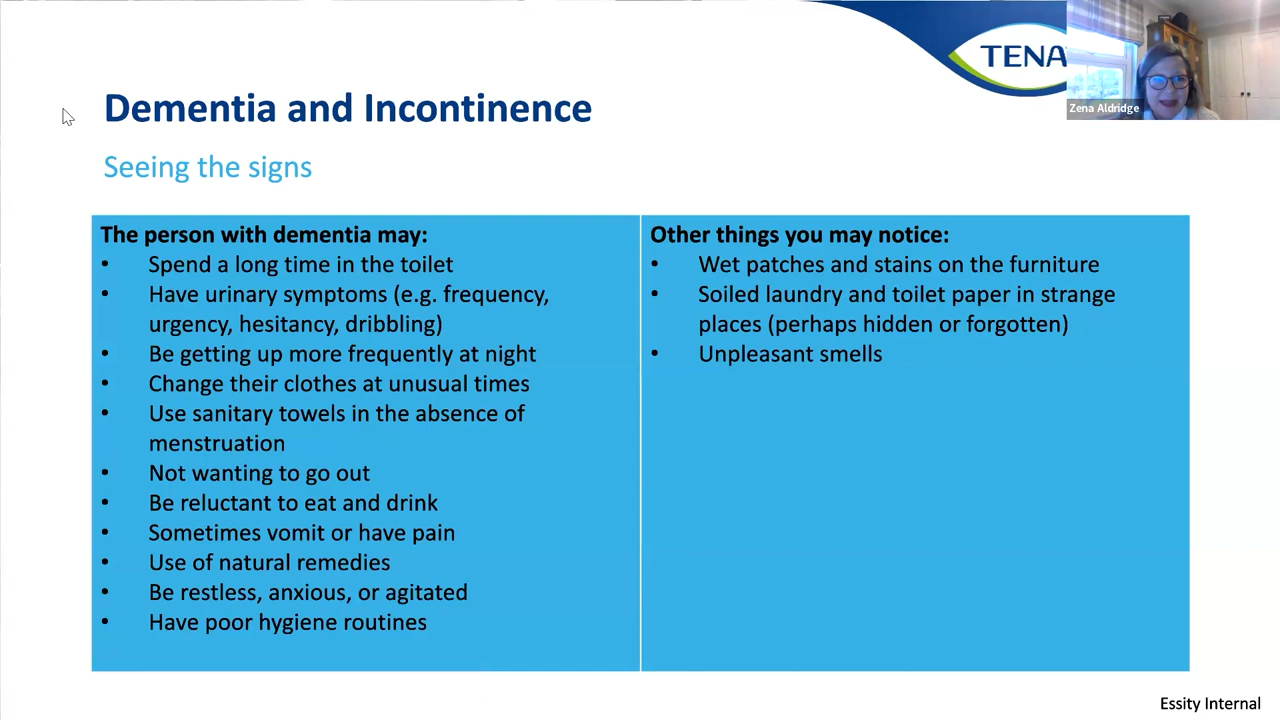 TENA
Zena Aldridge
Dementia and Incontinence
Seeing the signs
The person with dementia may:
• Spend a long time in the toilet
• Have urinary symptoms (e.g. frequency,
urgency, hesitancy, dribbling)
• Be getting up more frequently at night
• Change their clothes at unusual times
• Use sanitary towels in the absence of
menstruation
• Not wanting to go out
• Be reluctant to eat and drink
• Sometimes vomit or have pain
• Use of natural remedies
• Be restless, anxious, or agitated
• Have poor hygiene routines
Other things you may notice:
• Wet patches and stains on the furniture
• Soiled laundry and toilet paper in strange
places (perhaps hidden or forgotten)
• Unpleasant smells
Essity Internal